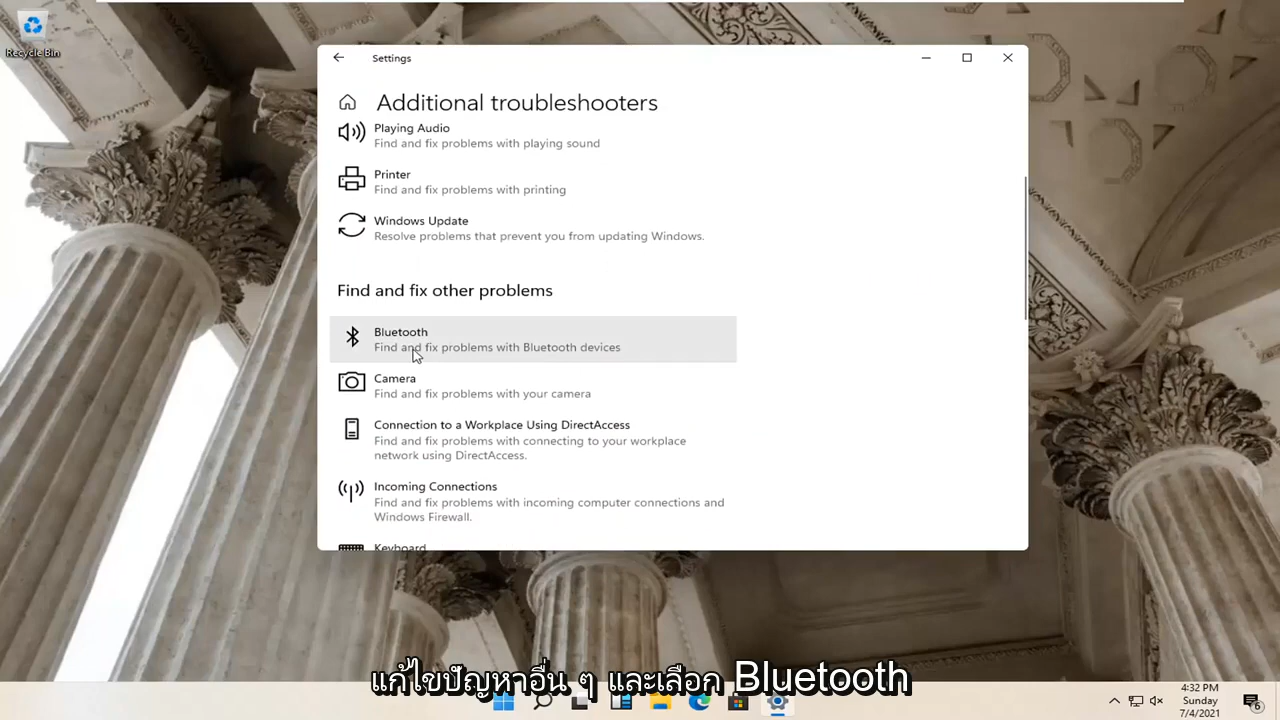 Recycle Bin
Settings
Additional troubleshooters
Playing Audio
Find and fix problems with playing sound
Printer
Find and fix problems with printing
Windows Update
Resolve problems that prevent you from updating Windows.
Find and fix other problems
Bluetooth
Find and fix problems with Bluetooth devices
Camera
Find and fix problems with your camera
Connection to a Workplace Using DirectAccess
Find and fix problems with connecting to your workplace
network using DirectAccess.
Incoming Connections
Find and fix problems with incoming computer connections and
Windows Firewall.
Keyboard
แก้ไขปัญหาอื่น ๆ และเลือก Bluetooth
4:32 PM
Sunday
7/4/2021
6